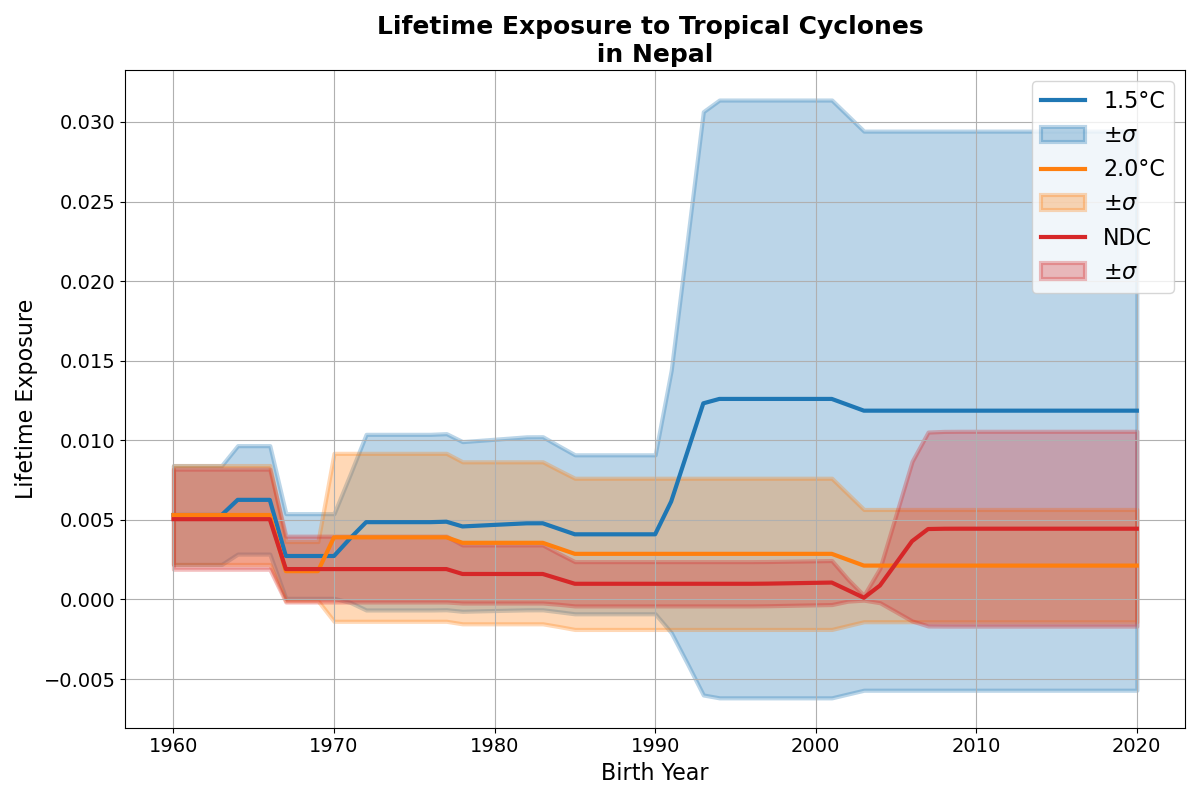 Lifetime Exposure to Tropical Cyclones
in Nepal
Lifetime Exposure
0.030
0.025
0.020
0.015
0.010
0.005
0.000
−0.005
1960
1970
1980
1990
2000
2010
2020
Birth Year
1.5°C
±σ
2.0°C
±σ
NDC
±σ